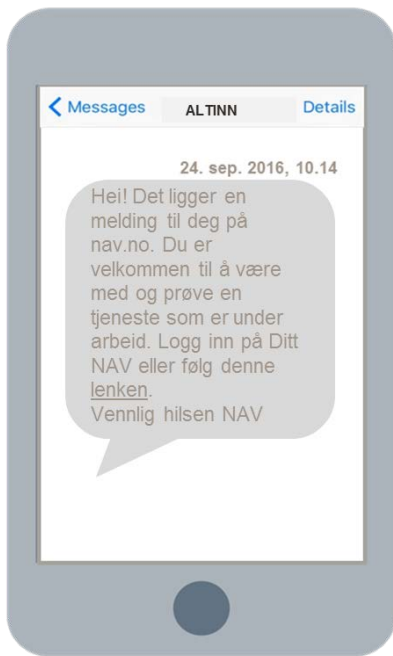 Messages ALTINN Details
24. sep. 2016, 10.14
Hei! Det ligger en
melding til deg på
nav.no. Du er
velkommen til å være
med og prøve en
tjeneste som er under
arbeid. Logg inn på Ditt
NAV eller følg denne
lenken.
Vennlig hilsen NAV